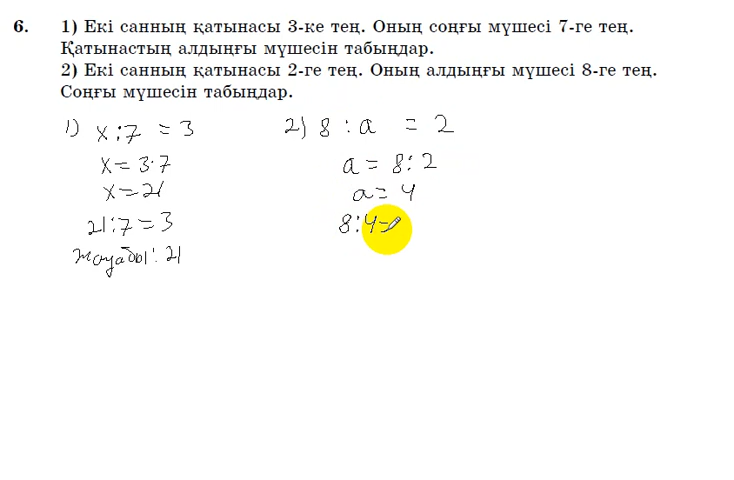 6. 1) Екі санның қатынасы 3-ке тең. Оның соңғы мүшесі 7-ге тең.
Қатынастың алдыңғы мүшесін табыңдар.
2) Екі санның қатынасы 2-ге тең. Оның алдыңғы мүшесі 8-ге тең.
Соңғы мүшесін табыңдар.
1) x : 7 = 3
x = 3·7
x = 21
21 : 7 = 3
Жауабы: 21
2) 8 : a = 2
a = 8 : 2
a = 4
8 : 4 =